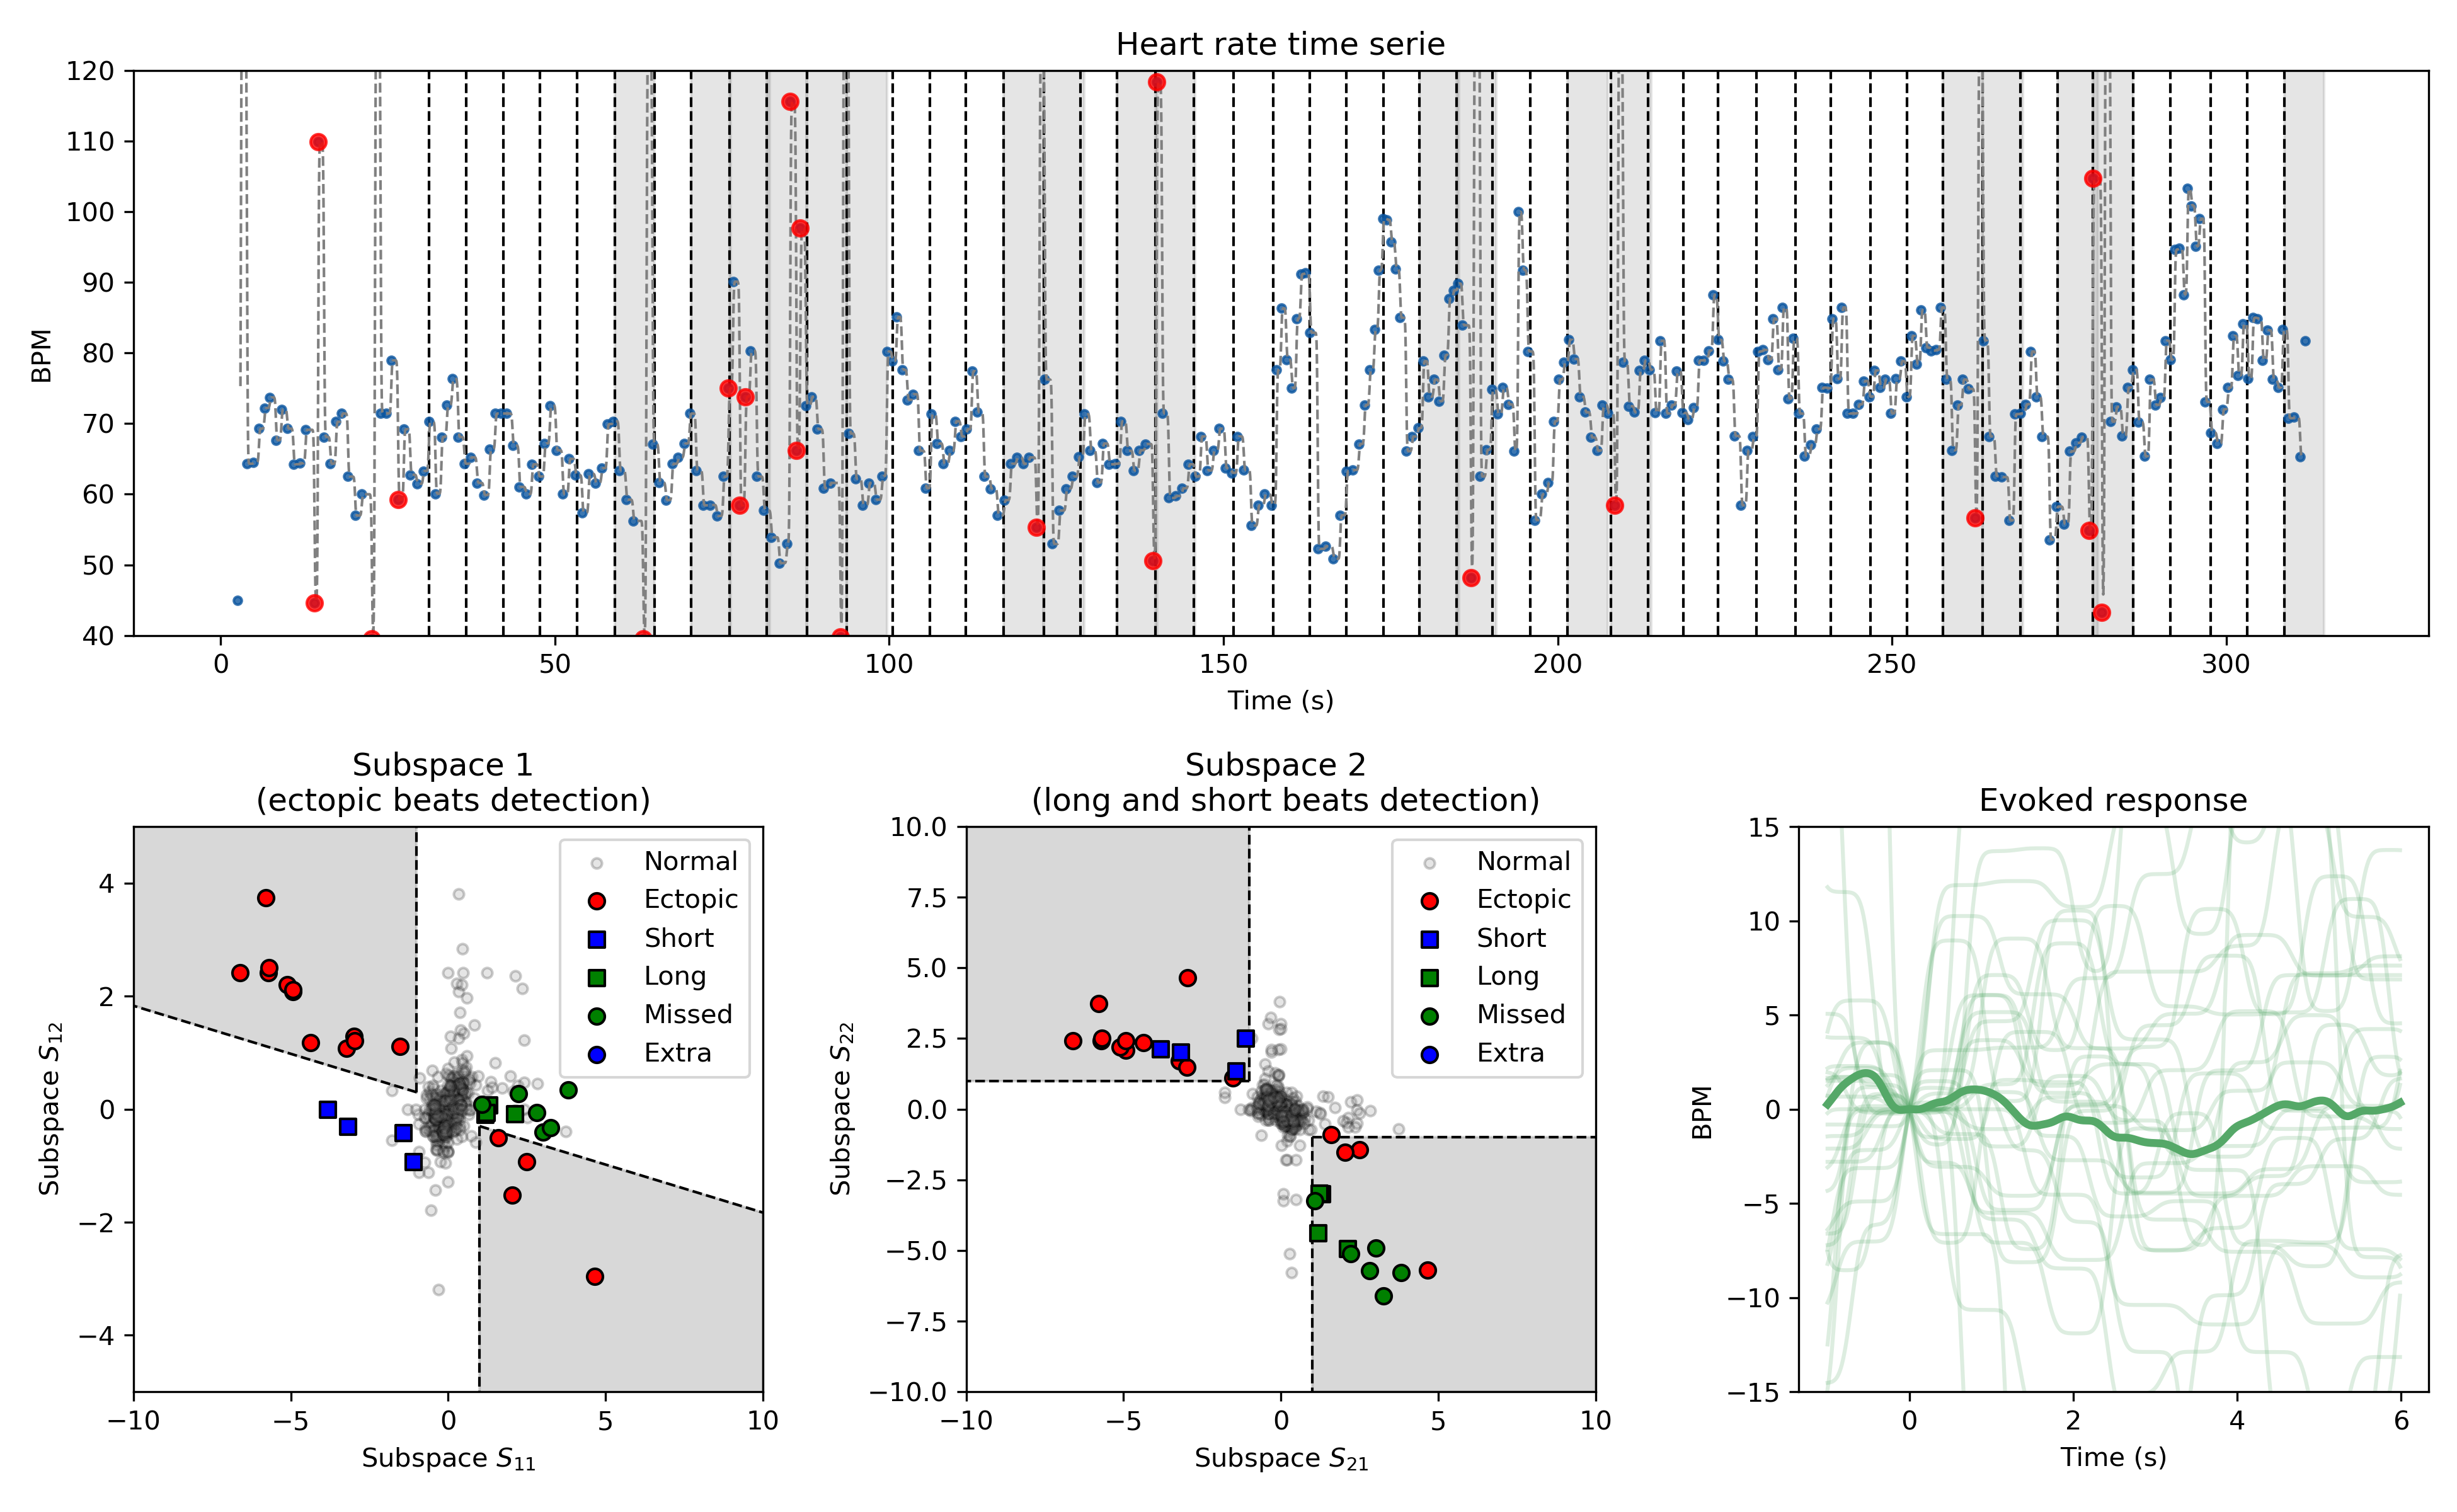 Heart rate time serie
120
110
100
90
80
70
60
50
40
BPM
0 50 100 150 200 250 300
Time (s)
Subspace 1
(ectopic beats detection)
4
2
0
−2
−4
Subspace S₁₂
Normal
Ectopic
Short
Long
Missed
Extra
−10 −5 0 5 10
Subspace S₁₁
Subspace 2
(long and short beats detection)
10.0
7.5
5.0
2.5
0.0
−2.5
−5.0
−7.5
−10.0
Subspace S₂₂
Normal
Ectopic
Short
Long
Missed
Extra
−10 −5 0 5 10
Subspace S₂₁
Evoked response
15
10
5
0
−5
−10
−15
BPM
0 2 4 6
Time (s)